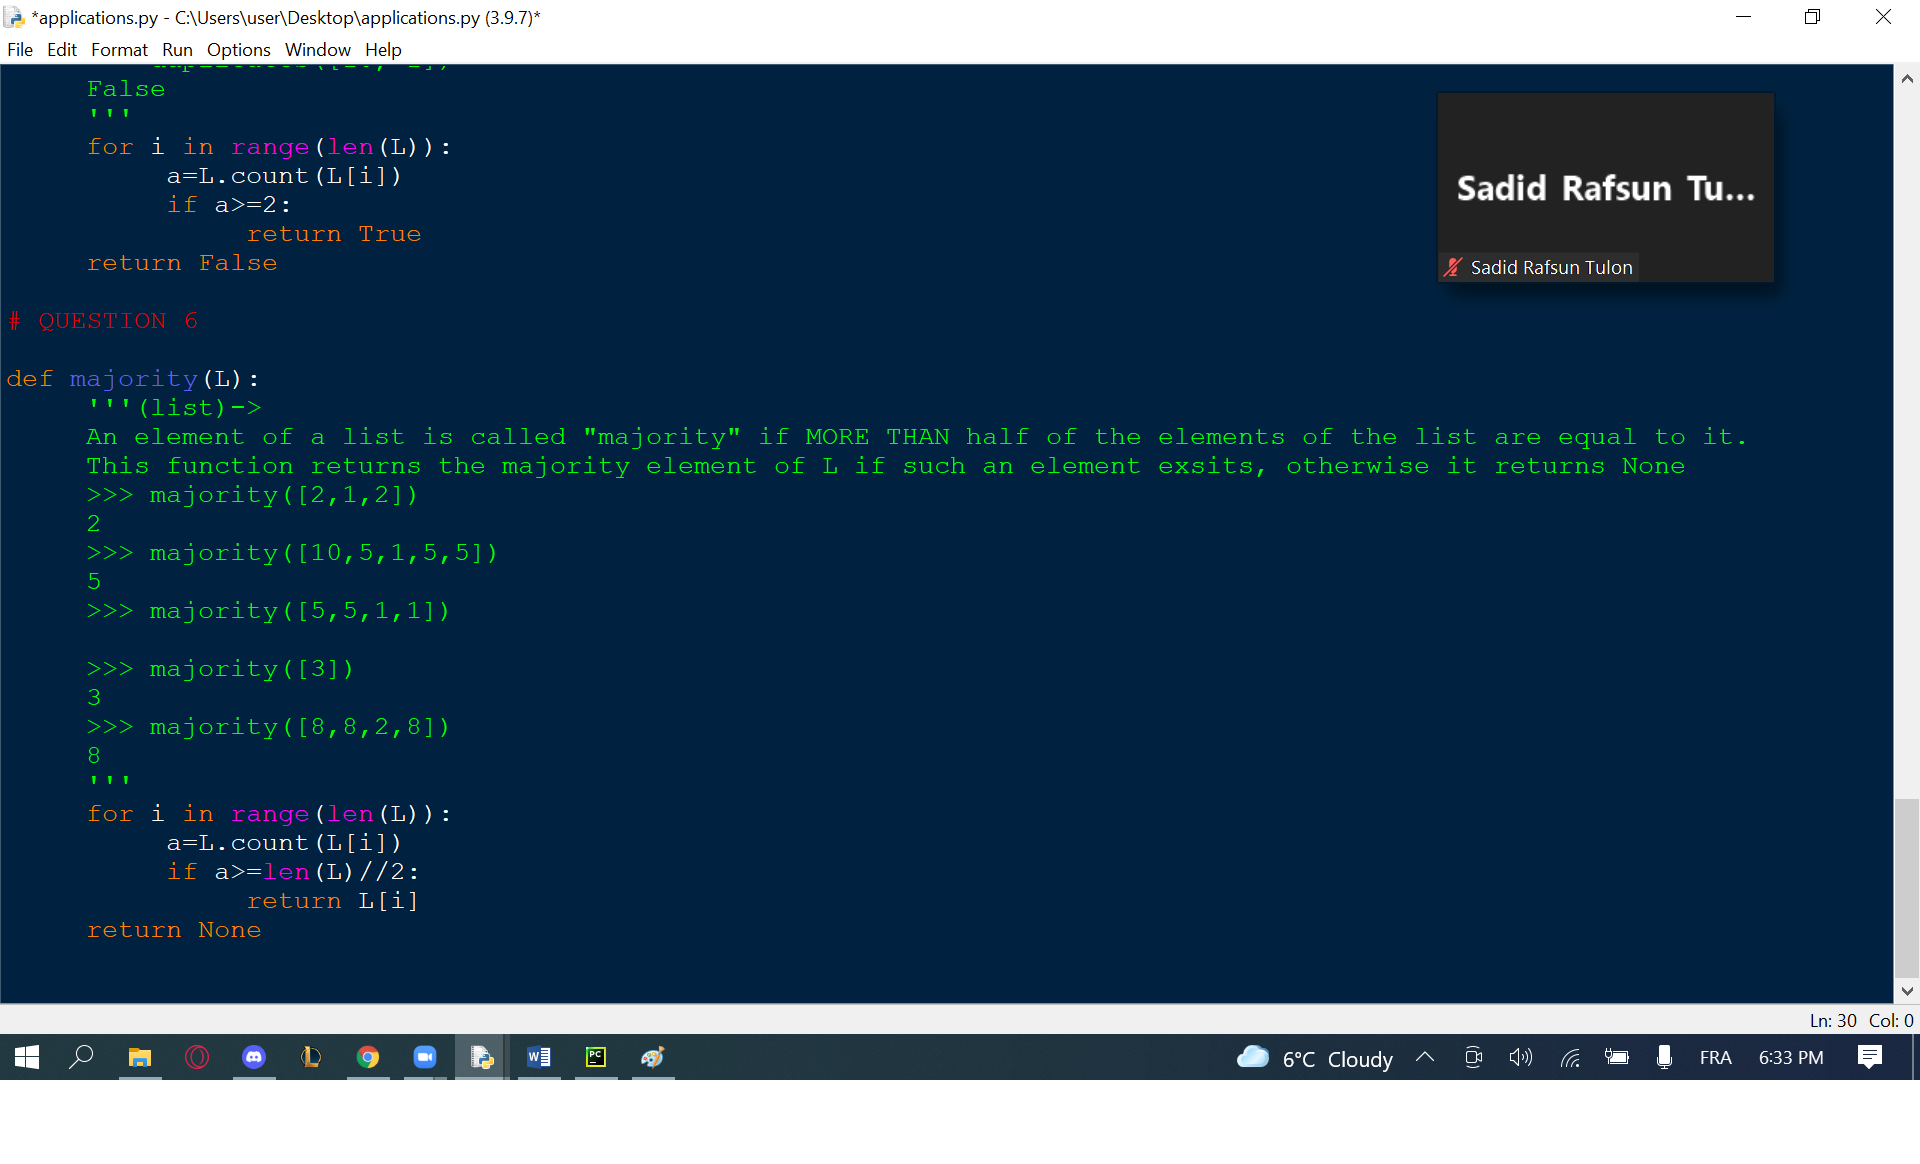 *applications.py - C:\Users\user\Desktop\applications.py (3.9.7)*
File Edit Format Run Options Window Help
False
'''
for i in range(len(L)):
a=L.count(L[i])
if a>=2:
return True
return False
Sadid Rafsun Tu...
Sadid Rafsun Tulon
# QUESTION 6
def majority(L):
'''(list)->
An element of a list is called "majority" if MORE THAN half of the elements of the list are equal to it.
This function returns the majority element of L if such an element exsits, otherwise it returns None
>>> majority([2,1,2])
2
>>> majority([10,5,1,5,5])
5
>>> majority([5,5,1,1])
>>> majority([3])
3
>>> majority([8,8,2,8])
8
'''
for i in range(len(L)):
a=L.count(L[i])
if a>=len(L)//2:
return L[i]
return None
Ln: 30 Col: 0
6°C Cloudy FRA 6:33 PM